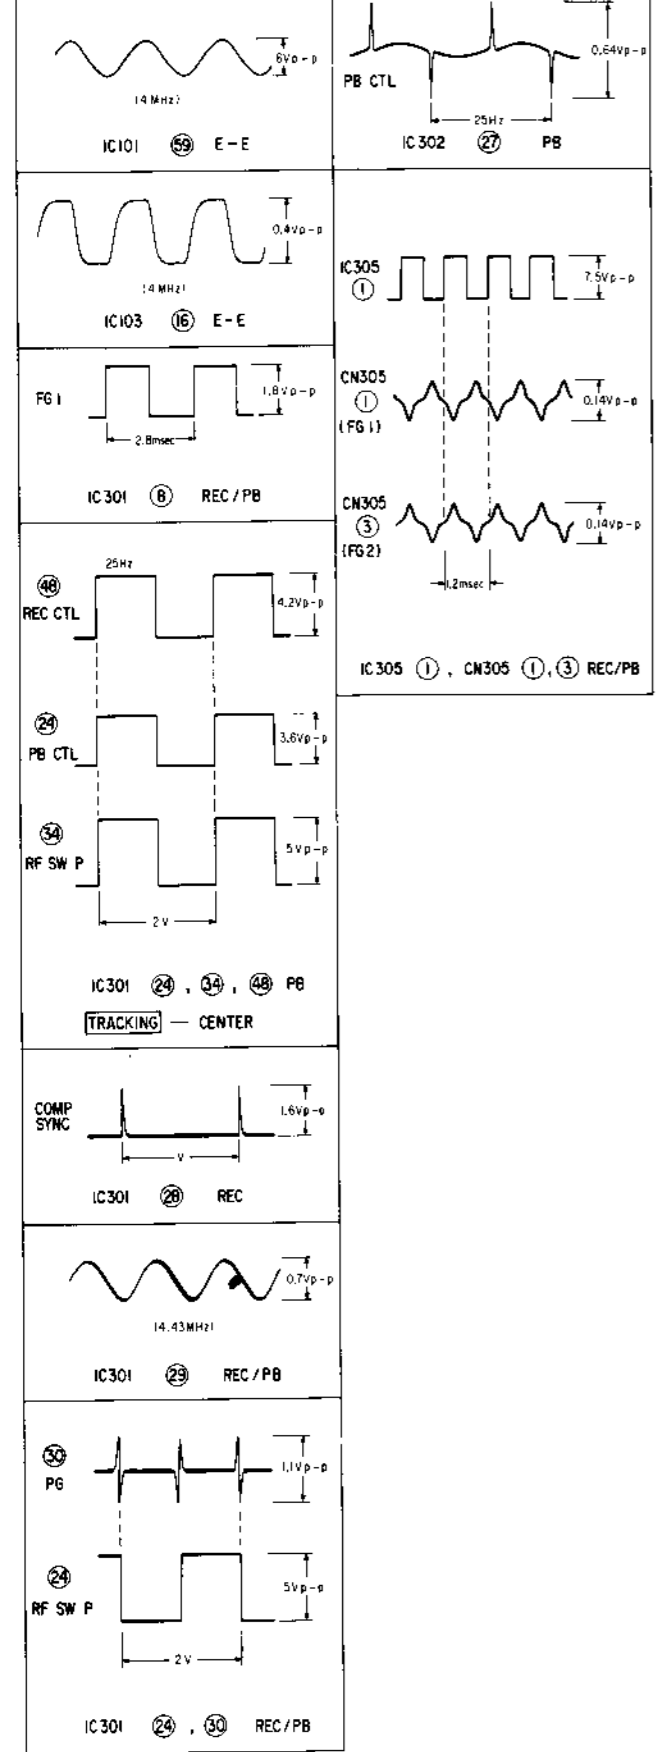 6Vp-p
(4MHz)
IC101 59 E-E
0.4Vp-p
(4MHz)
IC103 16 E-E
FG1
1.8Vp-p
2.8msec
IC301 8 REC/PB
25Hz
48
REC CTL
4.2Vp-p
24
PB CTL
3.6Vp-p
34
RF SW P
5Vp-p
2V
IC301 24, 34, 48 PB
TRACKING — CENTER
COMP
SYNC
1.6Vp-p
V
IC301 28 REC
0.7Vp-p
(4.43MHz)
IC301 29 REC/PB
30
PG
1.1Vp-p
24
RF SW P
5Vp-p
2V
IC301 24, 30 REC/PB
0.64Vp-p
PB CTL
25Hz
IC302 27 PB
IC305
1
7.5Vp-p
CN305
1
(FG1)
0.14Vp-p
CN305
3
(FG2)
0.14Vp-p
1.2msec
IC305 1, CN305 1, 3 REC/PB